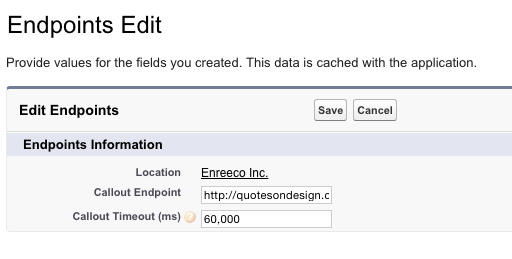 Endpoints Edit
Provide values for the fields you created. This data is cached with the application.
Edit Endpoints Save Cancel
Endpoints Information
Location Enreeco Inc.
Callout Endpoint http://quotesondesign.c
Callout Timeout (ms) ? 60,000